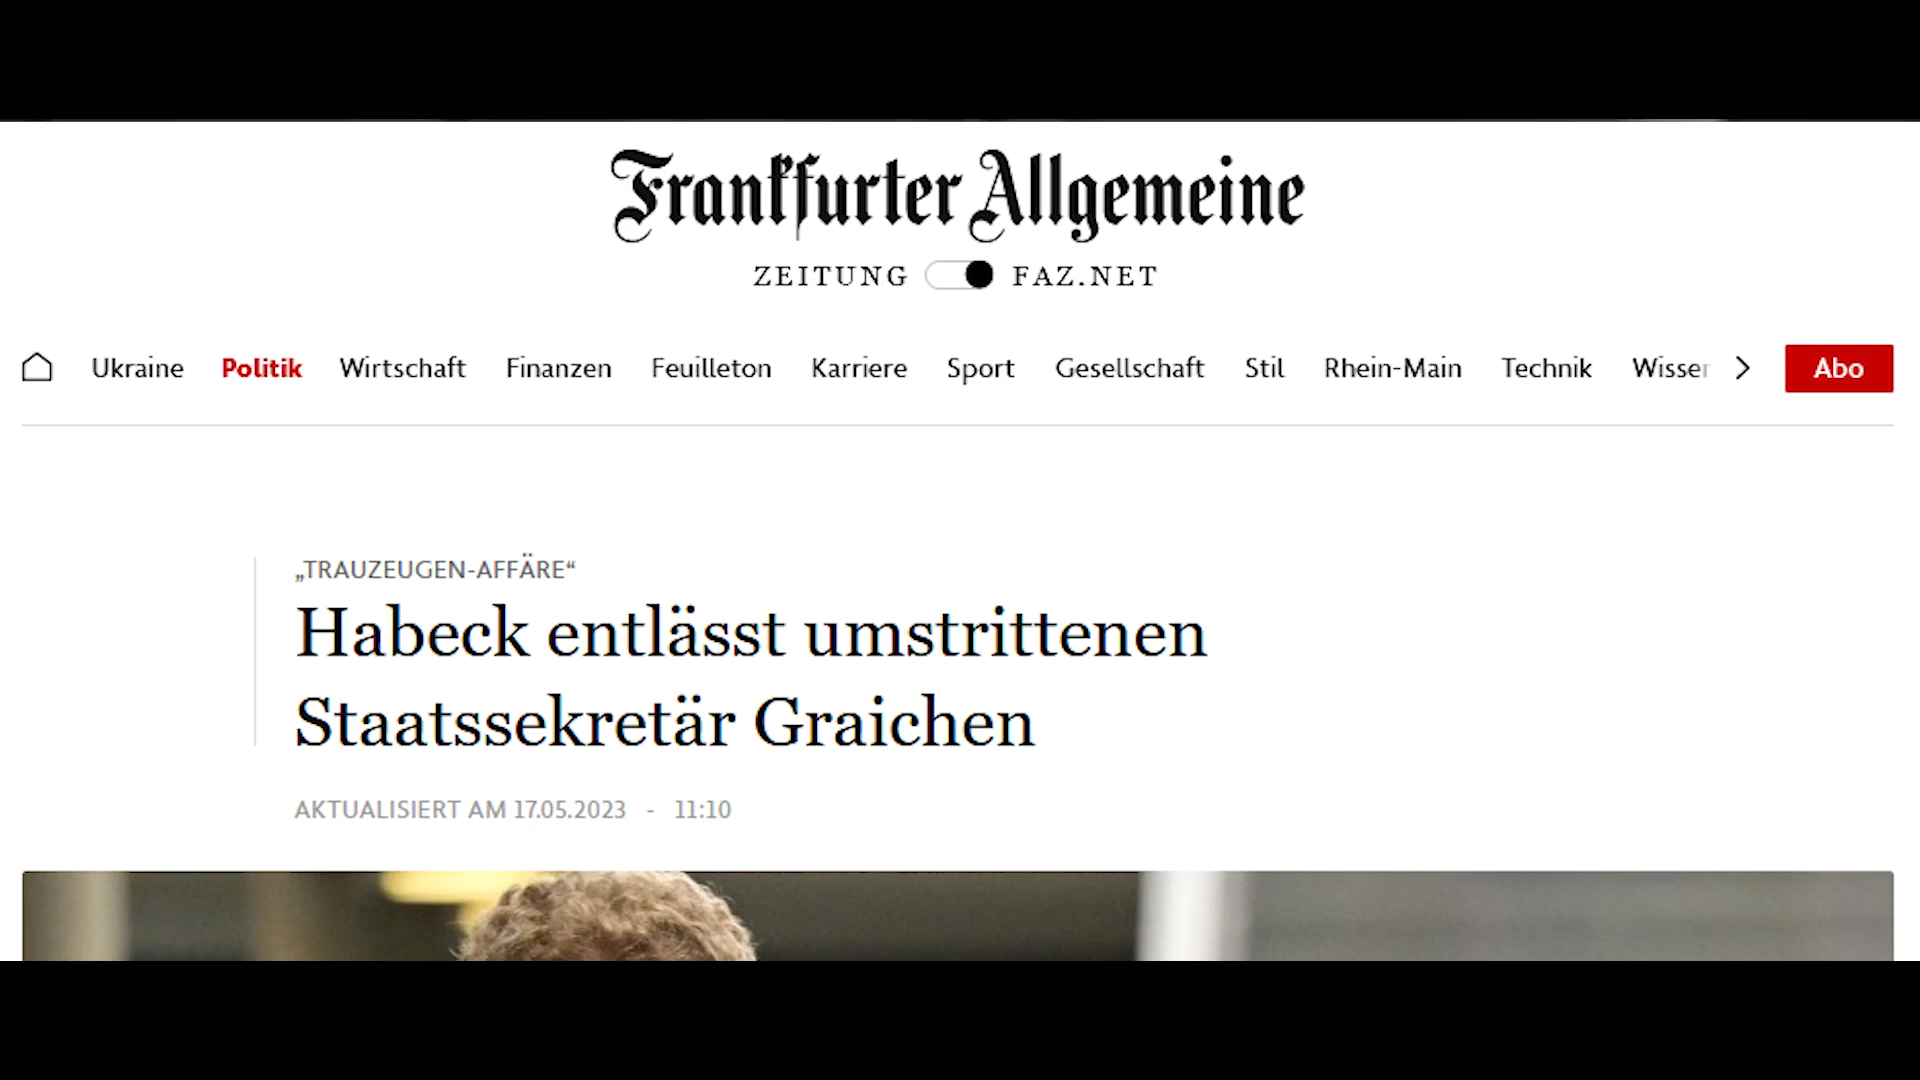 Frankfurter Allgemeine
ZEITUNG FAZ.NET
Ukraine Politik Wirtschaft Finanzen Feuilleton Karriere Sport Gesellschaft Stil Rhein-Main Technik Wisser Abo
„TRAUZEUGEN-AFFÄRE“
Habeck entlässt umstrittenen
Staatssekretär Graichen
AKTUALISIERT AM 17.05.2023 - 11:10